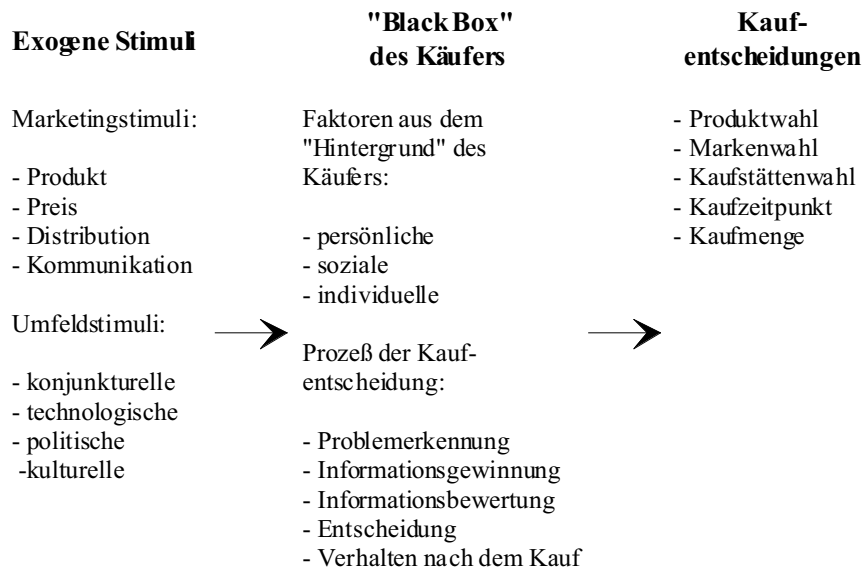 Exogene Stimuli
Marketingstimuli:
- Produkt
- Preis
- Distribution
- Kommunikation
Umfeldstimuli:
- konjunkturelle
- technologische
- politische
-kulturelle
"Black Box"
des Käufers
Faktoren aus dem
"Hintergrund" des
Käufers:
- persönliche
- soziale
- individuelle
Prozeß der Kauf-
entscheidung:
- Problemerkennung
- Informationsgewinnung
- Informationsbewertung
- Entscheidung
- Verhalten nach dem Kauf
Kauf-
entscheidungen
- Produktwahl
- Markenwahl
- Kaufstättenwahl
- Kaufzeitpunkt
- Kaufmenge